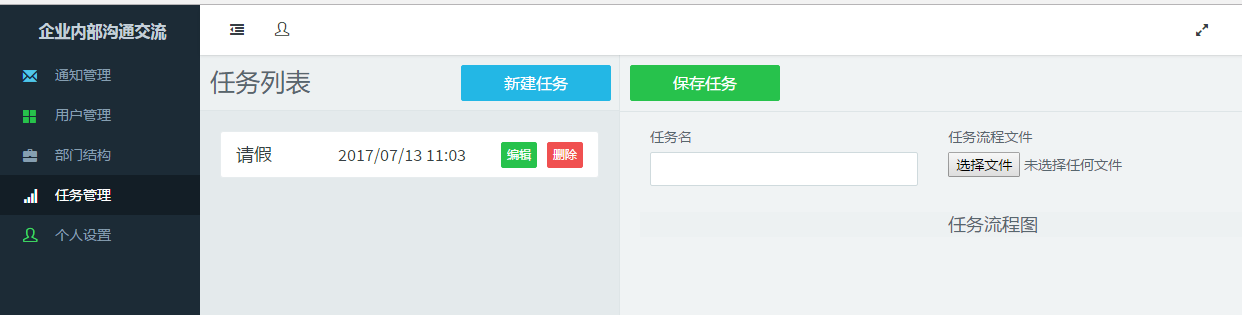 企业内部沟通交流
通知管理
用户管理
部门结构
任务管理
个人设置
任务列表
新建任务
请假
2017/07/13 11:03
编辑
删除
保存任务
任务名
任务流程文件
选择文件 未选择任何文件
任务流程图